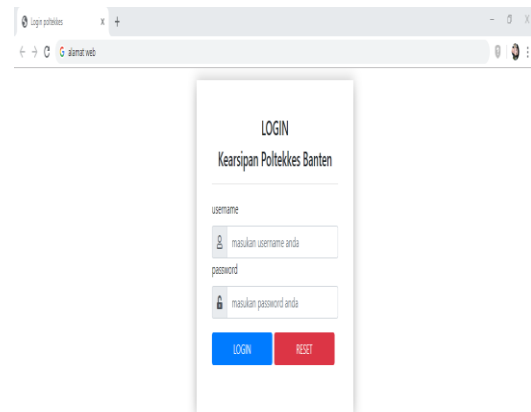 Login poltekkes
alamat web
LOGIN
Kearsipan Poltekkes Banten
username
masukan username anda
password
masukan password anda
LOGIN RESET